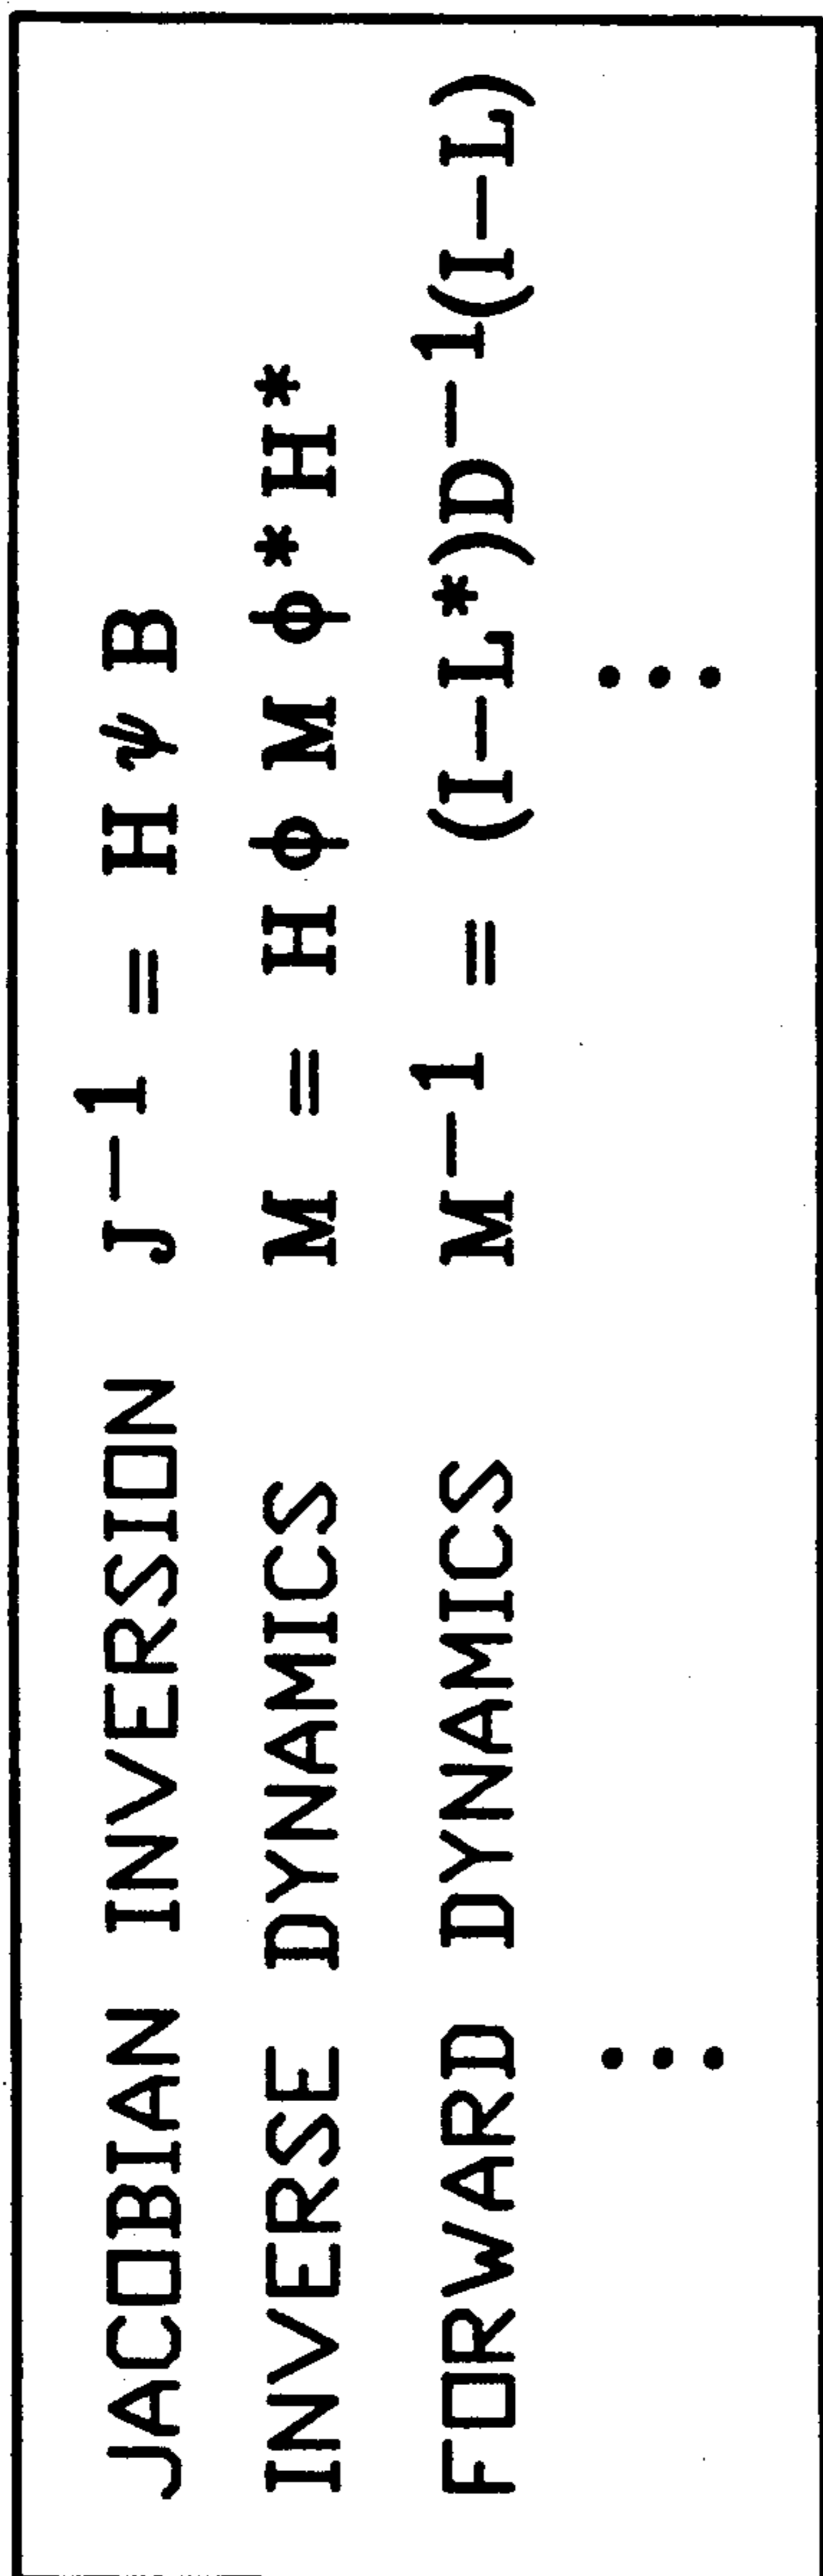 JACOBIAN INVERSION J⁻¹ = H ψ B
INVERSE DYNAMICS M = H ϕ M ϕ* H*
FORWARD DYNAMICS M⁻¹ = (I−L*)D⁻¹(I−L)
⋮ ⋮